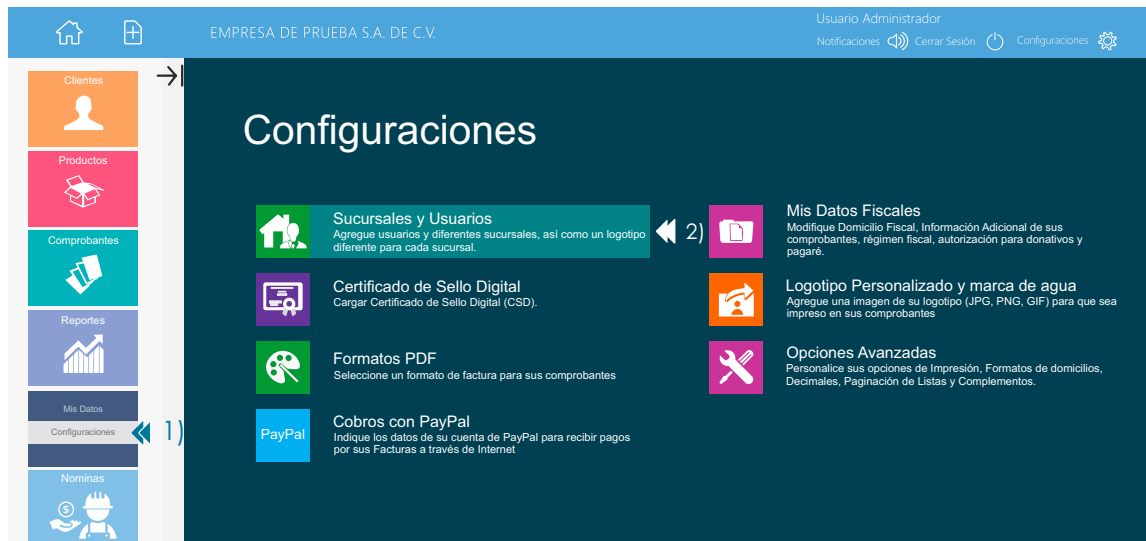 EMPRESA DE PRUEBA S.A. DE C.V.
Usuario Administrador
Notificaciones
Cerrar Sesión
Configuraciones
Clientes
Productos
Comprobantes
Reportes
Mis Datos
Configuraciones
1)
Nominas
$
Configuraciones
Sucursales y Usuarios
Agregue usuarios y diferentes sucursales, así como un logotipo
diferente para cada sucursal.
2)
Certificado de Sello Digital
Cargar Certificado de Sello Digital (CSD).
Formatos PDF
Seleccione un formato de factura para sus comprobantes
PayPal
Cobros con PayPal
Indique los datos de su cuenta de PayPal para recibir pagos
por sus Facturas a través de Internet
Mis Datos Fiscales
Modifique Domicilio Fiscal, Información Adicional de sus
comprobantes, régimen fiscal, autorización para donativos y
pagaré.
Logotipo Personalizado y marca de agua
Agregue una imagen de su logotipo (JPG, PNG, GIF) para que sea
impreso en sus comprobantes
Opciones Avanzadas
Personalice sus opciones de Impresión, Formatos de domicilios,
Decimales, Paginación de Listas y Complementos.